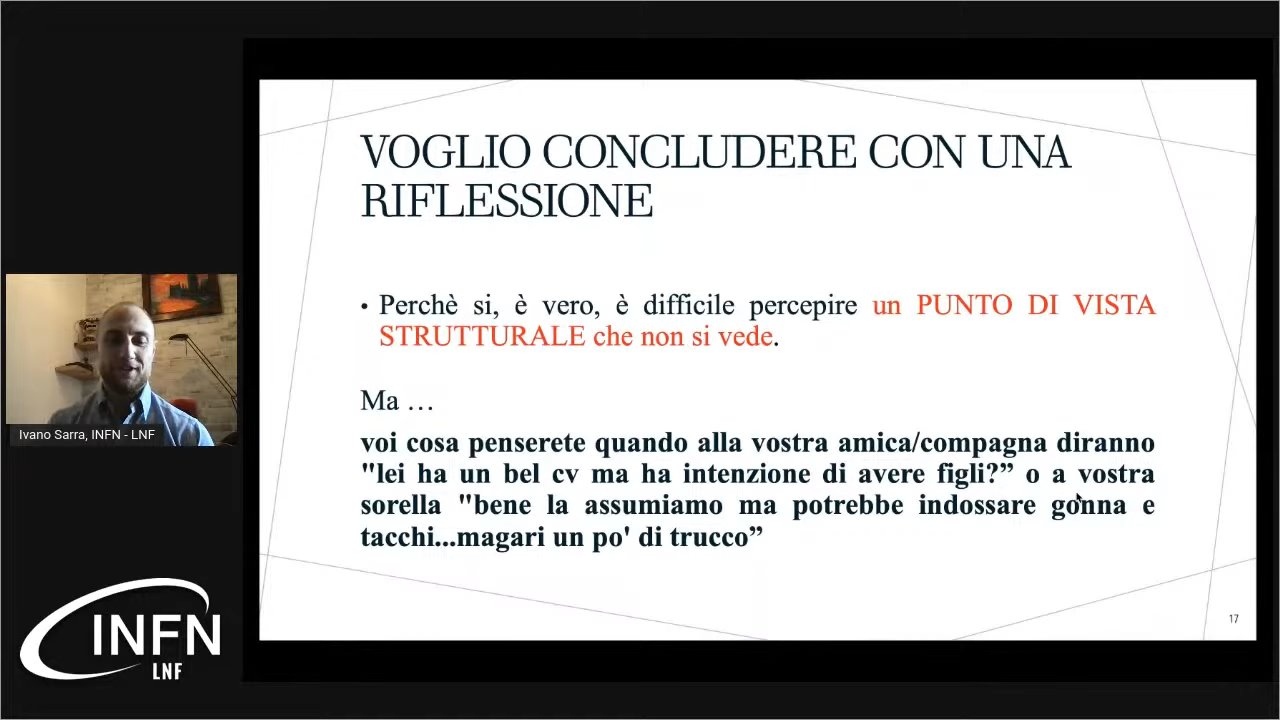 VOGLIO CONCLUDERE CON UNA
RIFLESSIONE
• Perchè si, è vero, è difficile percepire un PUNTO DI VISTA
STRUTTURALE che non si vede.
Ma …
voi cosa penserete quando alla vostra amica/compagna diranno
"lei ha un bel cv ma ha intenzione di avere figli?” o a vostra
sorella "bene la assumiamo ma potrebbe indossare gonna e
tacchi...magari un po' di trucco”
17
Ivano Sarra, INFN - LNF
INFN
LNF